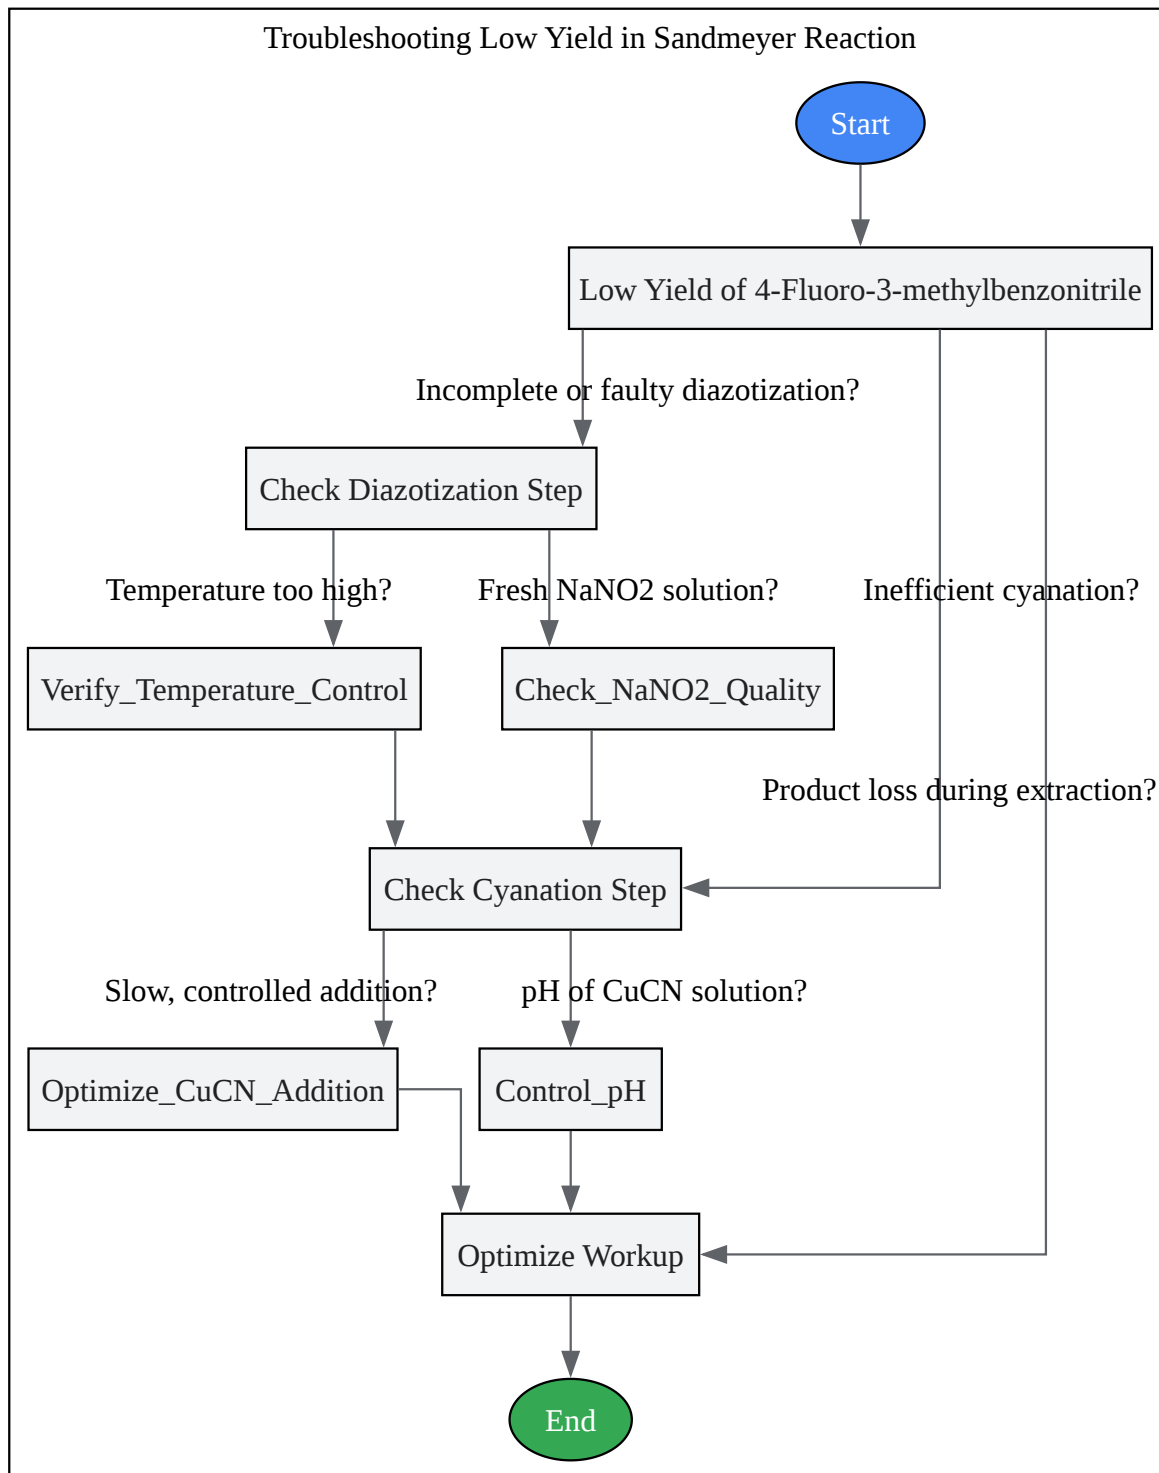 Troubleshooting Low Yield in Sandmeyer Reaction
Start
Low Yield of 4-Fluoro-3-methylbenzonitrile
Incomplete or faulty diazotization?
Check Diazotization Step
Temperature too high?
Fresh NaNO2 solution?
Inefficient cyanation?
Verify_Temperature_Control
Check_NaNO2_Quality
Product loss during extraction?
Check Cyanation Step
Slow, controlled addition?
pH of CuCN solution?
Optimize_CuCN_Addition
Control_pH
Optimize Workup
End